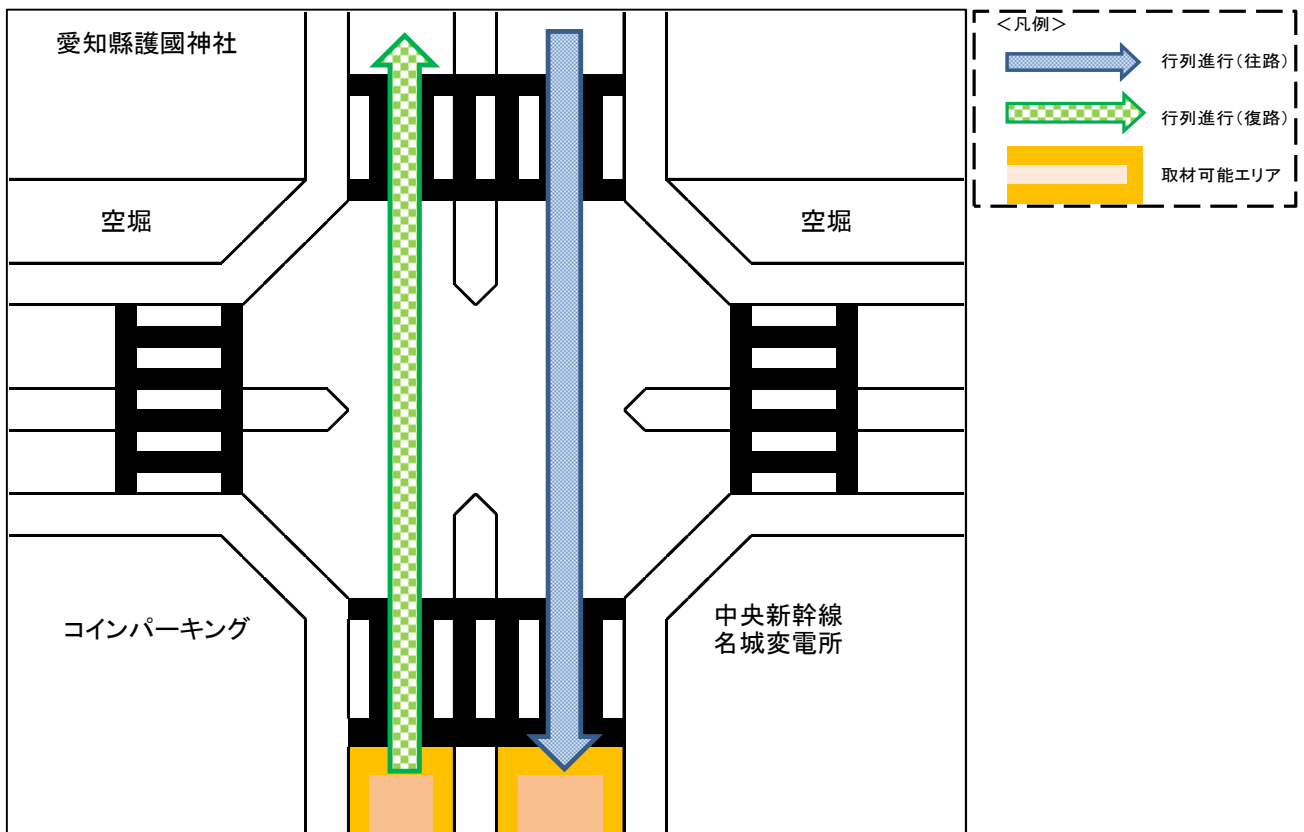 愛知縣護國神社
空堀
空堀
コインパーキング
中央新幹線
名城変電所
＜凡例＞
行列進行(往路)
行列進行(復路)
取材可能エリア